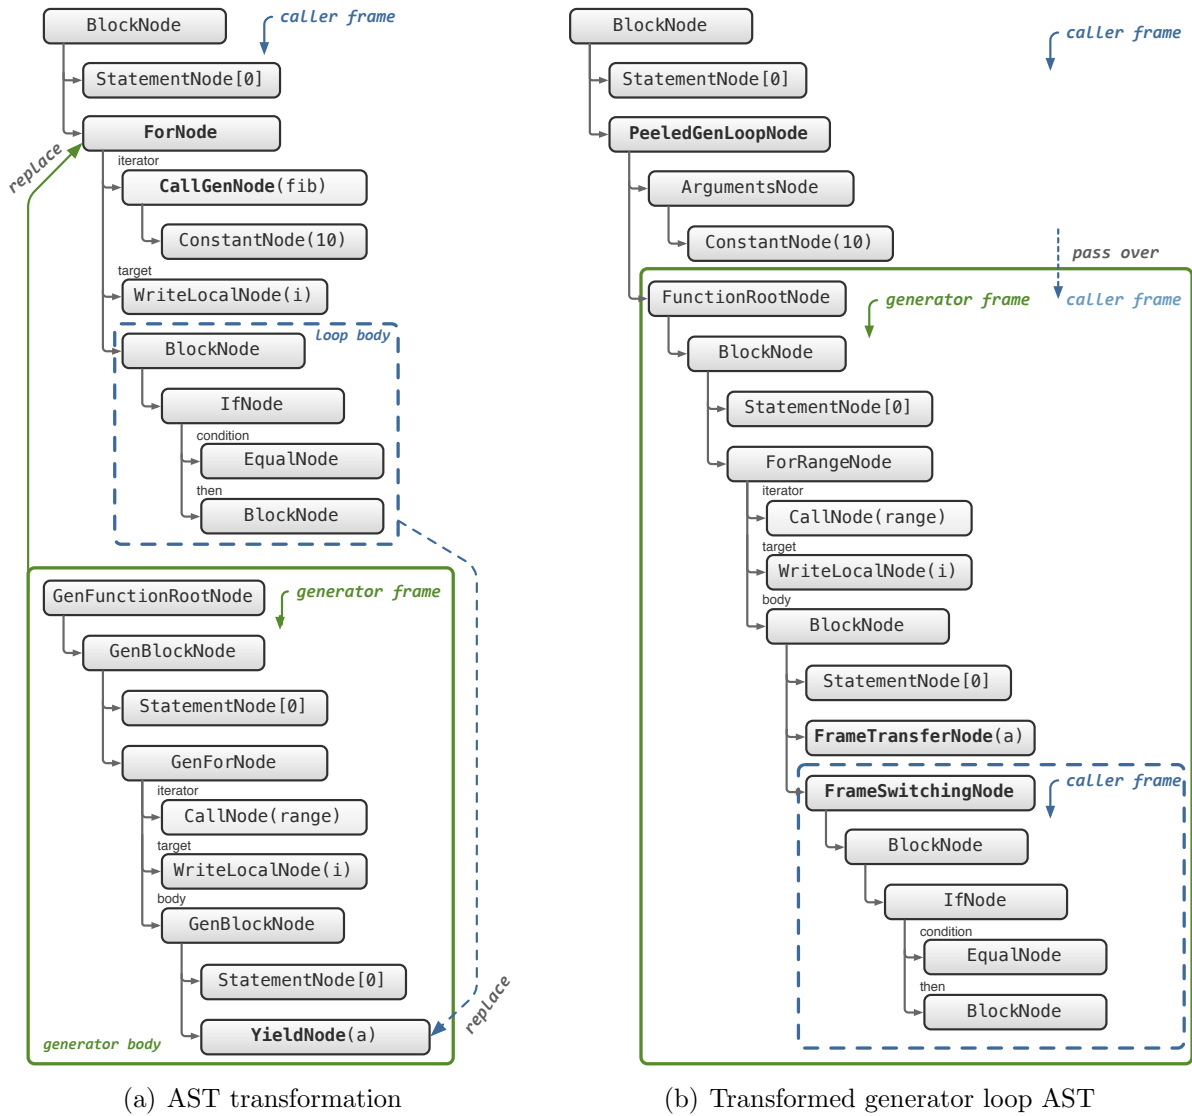 BlockNode
caller frame
StatementNode[0]
ForNode
replace
iterator
CallGenNode(fib)
ConstantNode(10)
target
WriteLocalNode(i)
loop body
BlockNode
IfNode
condition
EqualNode
then
BlockNode
GenFunctionRootNode
generator frame
GenBlockNode
StatementNode[0]
GenForNode
iterator
CallNode(range)
target
WriteLocalNode(i)
body
GenBlockNode
StatementNode[0]
replace
YieldNode(a)
generator body
(a) AST transformation
BlockNode
caller frame
StatementNode[0]
PeeledGenLoopNode
ArgumentsNode
ConstantNode(10)
pass over
FunctionRootNode
generator frame
caller frame
BlockNode
StatementNode[0]
ForRangeNode
iterator
CallNode(range)
target
WriteLocalNode(i)
body
BlockNode
StatementNode[0]
FrameTransferNode(a)
FrameSwitchingNode
caller frame
BlockNode
IfNode
condition
EqualNode
then
BlockNode
(b) Transformed generator loop AST